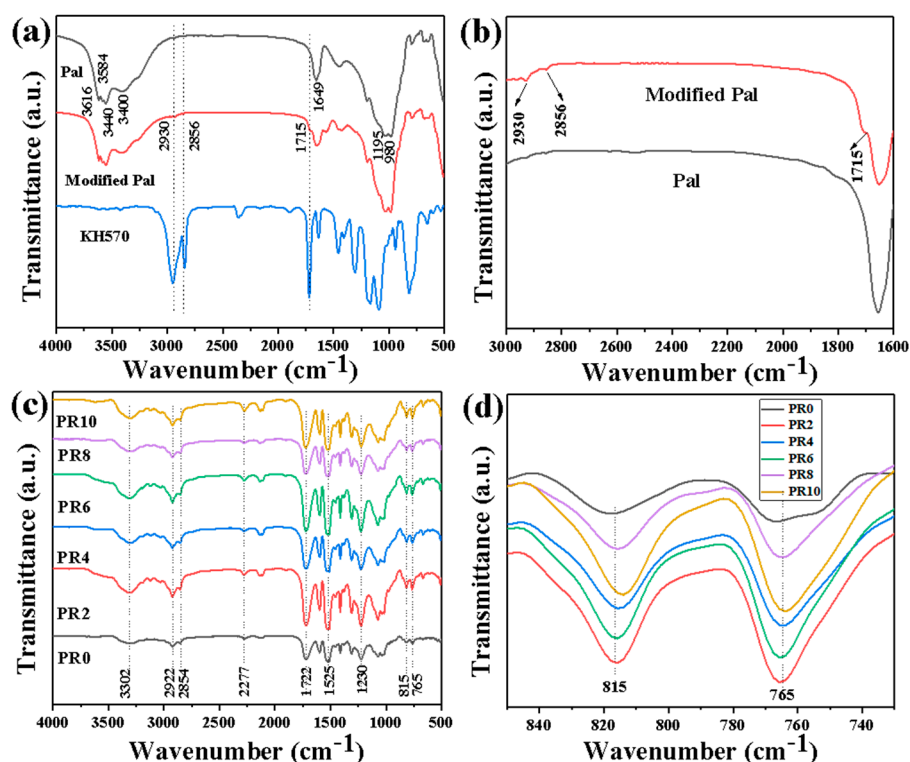 (a)
Pal
3616
3584
3440
3400
2930
2856
1715
1649
1195
980
Modified Pal
KH570
Transmittance (a.u.)
4000 3500 3000 2500 2000 1500 1000 500
Wavenumber (cm⁻¹)
(b)
2930
2856
Modified Pal
1715
Pal
Transmittance (a.u.)
3000 2800 2600 2400 2200 2000 1800 1600
Wavenumber (cm⁻¹)
(c)
PR10
PR8
PR6
PR4
PR2
PR0
3302
2922
2854
2277
1722
1525
1230
815
765
Transmittance (a.u.)
4000 3500 3000 2500 2000 1500 1000 500
Wavenumber (cm⁻¹)
(d)
PR0
PR2
PR4
PR6
PR8
PR10
815
765
Transmittance (a.u.)
840 820 800 780 760 740
Wavenumber (cm⁻¹)